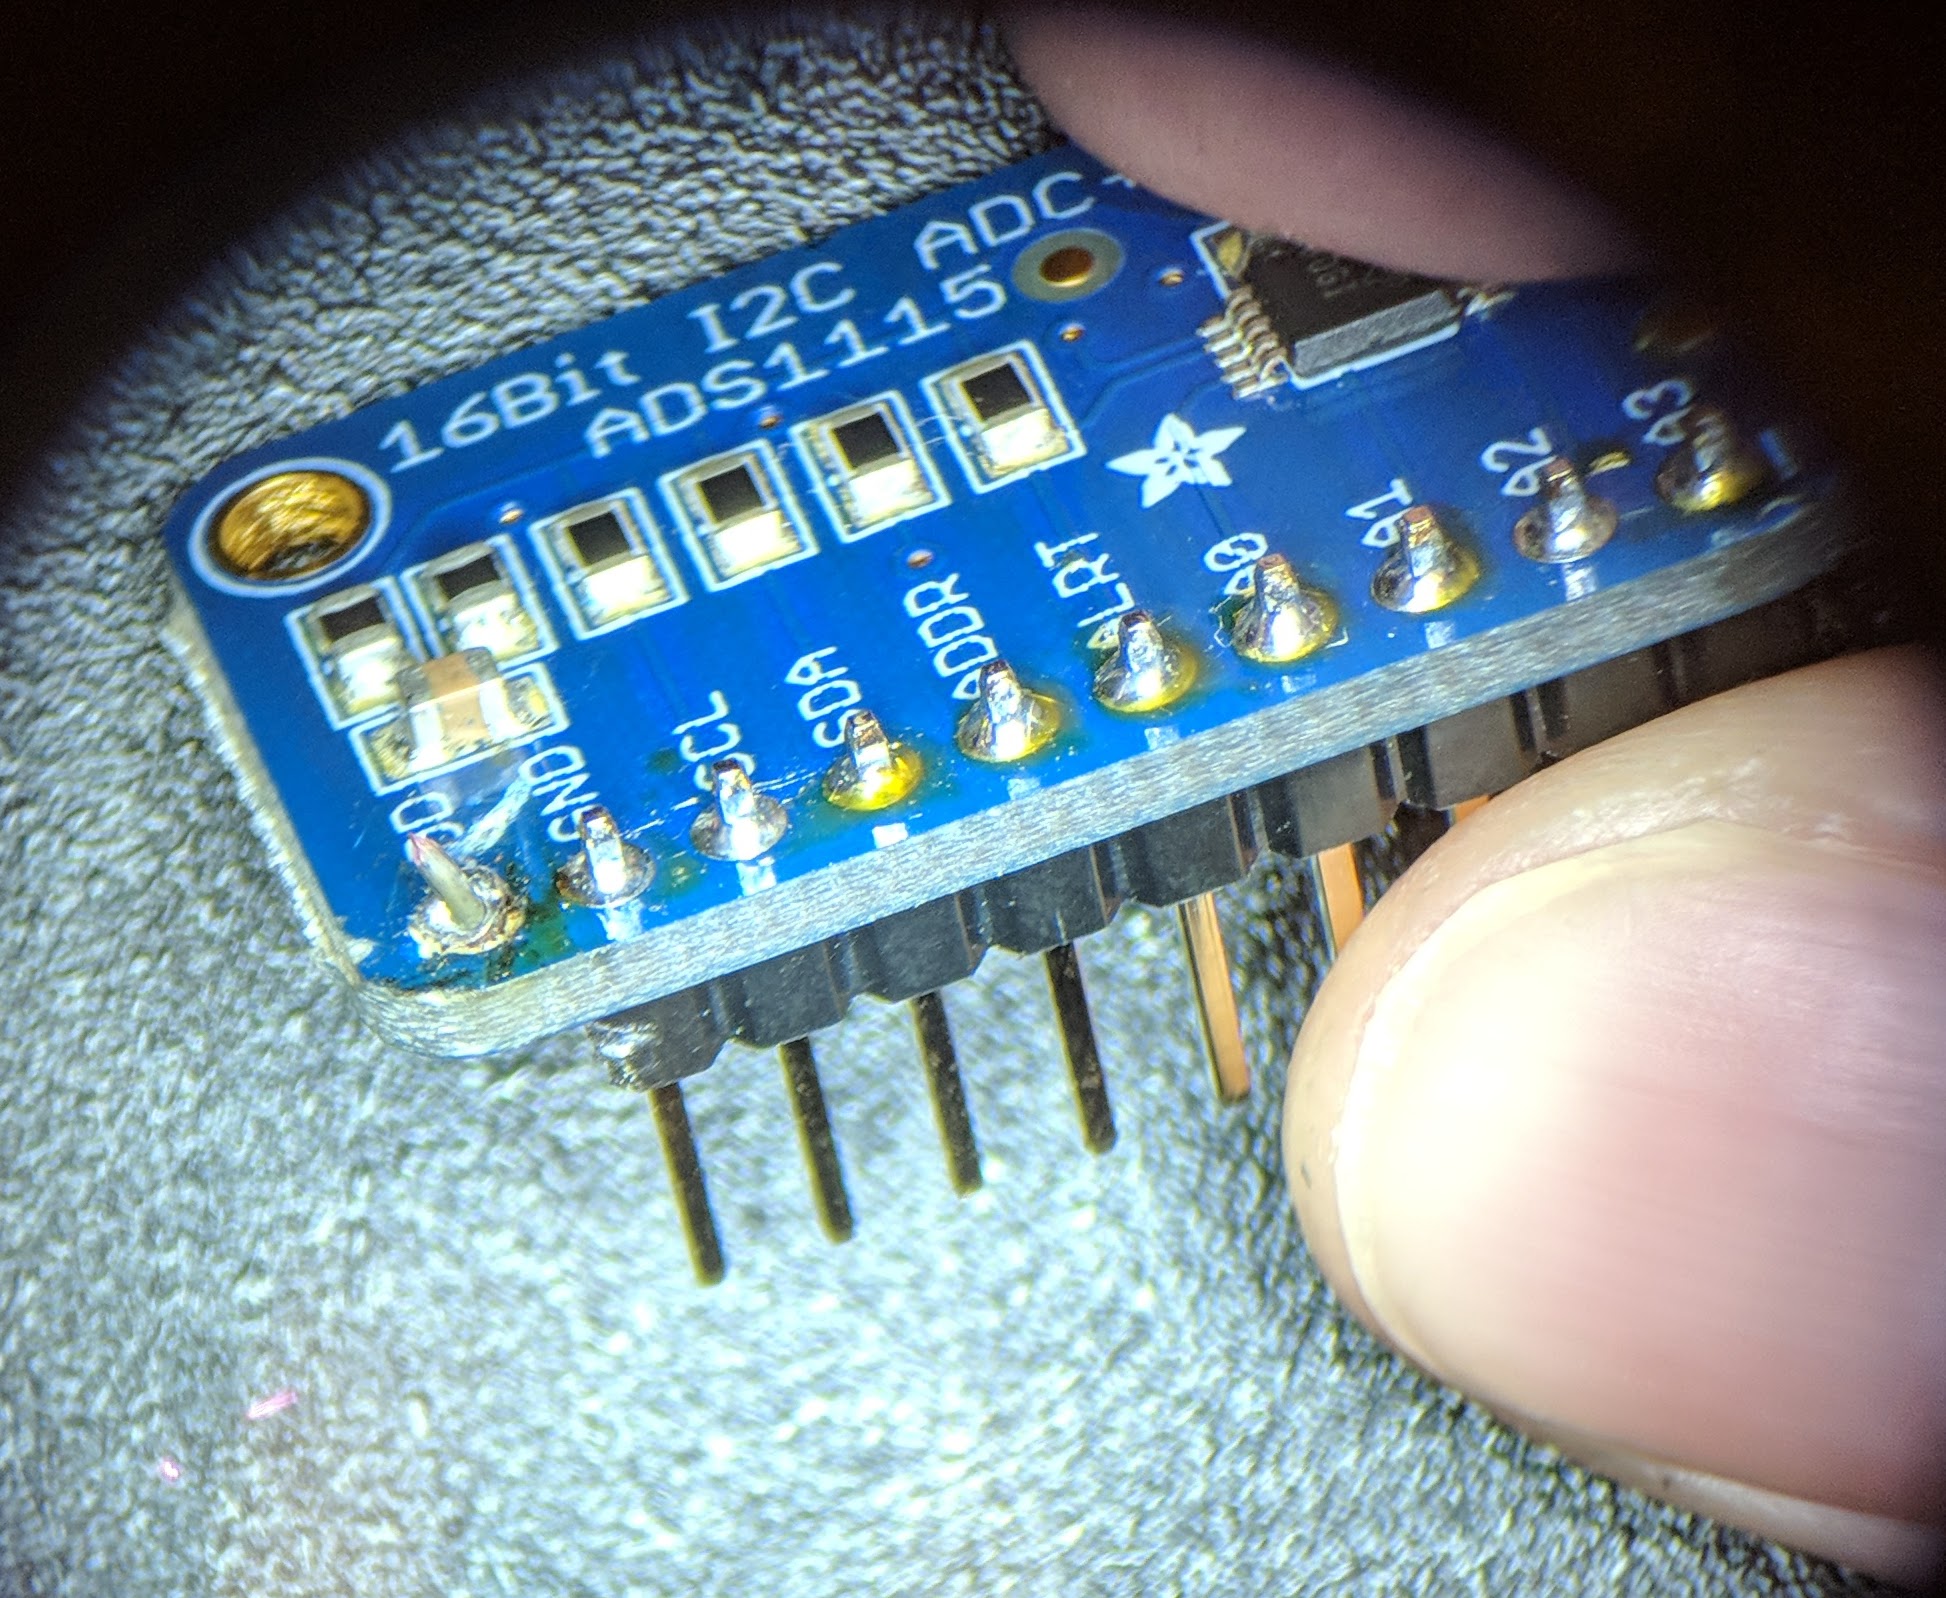 16Bit I2C ADC+
ADS1115
GND
SCL
SDA
ADDR
ALRT
A0
A1
A2
A3